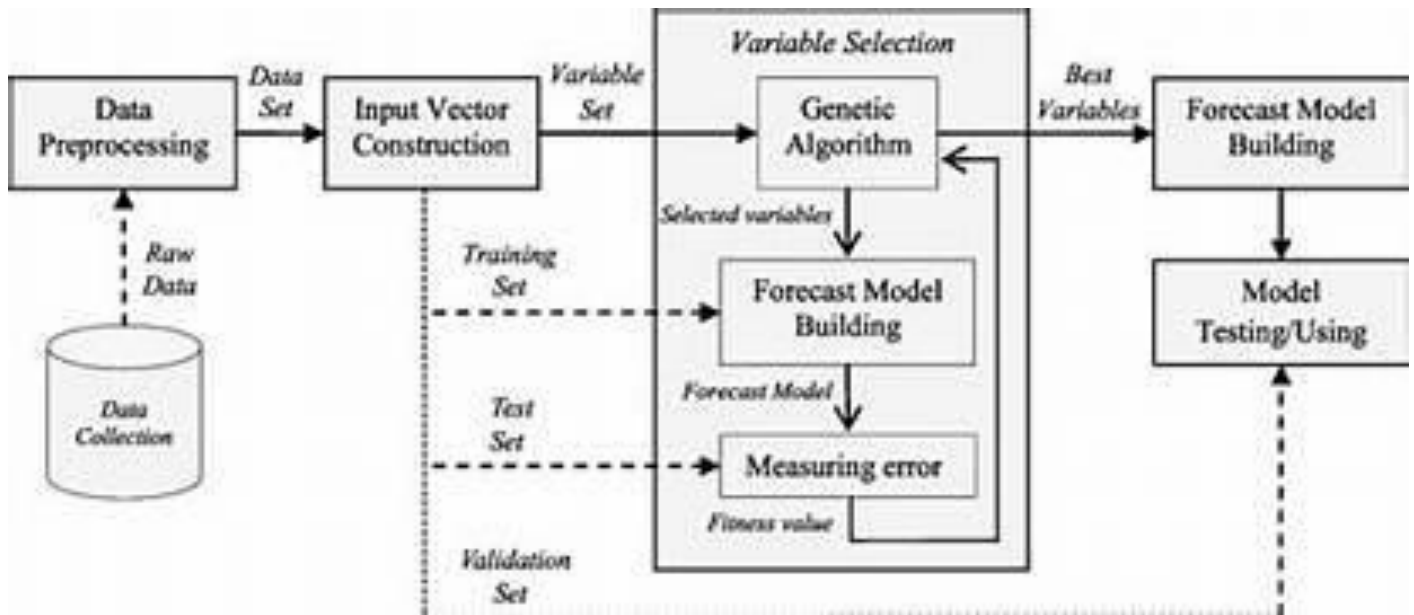 Variable Selection
Data
Set
Variable
Set
Best
Variables
Data
Preprocessing
Input Vector
Construction
Genetic
Algorithm
Forecast Model
Building
Selected variables
Raw
Data
Training
Set
Forecast Model
Building
Model
Testing/Using
Forecast Model
Data
Collection
Test
Set
Measuring error
Fitness value
Validation
Set